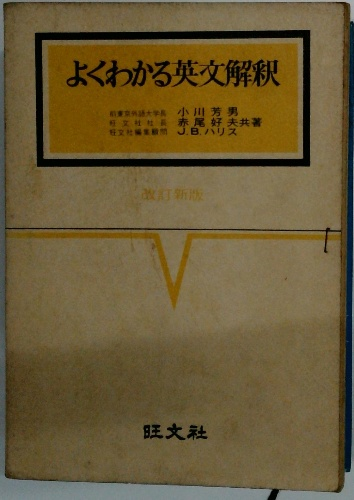 よくわかる英文解釈
前東京外語大学長 小川芳男
旺文社社長 赤尾好夫共著
旺文社編集顧問 J.B.ハリス
改訂新版
旺文社